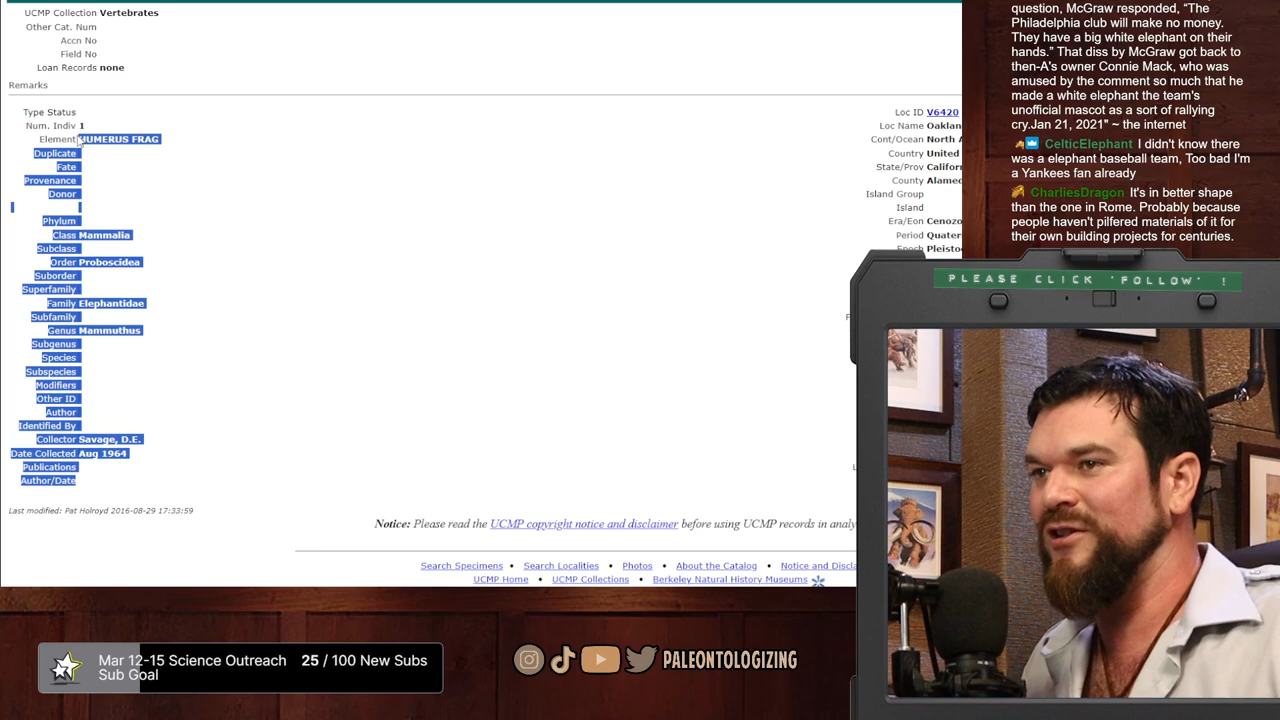 UCMP Collection Vertebrates
Other Cat. Num
Accn No
Field No
Loan Records none
Remarks
Type Status
Num. Indiv 1
Element HUMERUS FRAG
Duplicate
Fate
Provenance
Donor
Phylum
Class Mammalia
Subclass
Order Proboscidea
Suborder
Superfamily
Family Elephantidae
Subfamily
Genus Mammuthus
Subgenus
Species
Subspecies
Modifiers
Other ID
Author
Identified By
Collector Savage, D.E.
Date Collected Aug 1964
Publications
Author/Date
Last modified: Pat Holroyd 2016-08-29 17:33:59
Loc ID V6420
Loc Name Oaklan
Cont/Ocean North A
Country United
State/Prov Califor
County Alamed
Island Group
Island
Era/Eon Cenozo
Period Quater
Epoch Pleisto
Notice: Please read the UCMP copyright notice and disclaimer before using UCMP records in analy
Search Specimens • Search Localities • Photos • About the Catalog • Notice and Discla
UCMP Home • UCMP Collections • Berkeley Natural History Museums
question, McGraw responded, “The
Philadelphia club will make no money.
They have a big white elephant on their
hands.” That diss by McGraw got back to
then-A's owner Connie Mack, who was
amused by the comment so much that he
made a white elephant the team's
unofficial mascot as a sort of rallying
cry.Jan 21, 2021" ~ the internet
CelticElephant I didn't know there
was a elephant baseball team, Too bad I'm
a Yankees fan already
CharliesDragon It's in better shape
than the one in Rome. Probably because
people haven't pilfered materials of it for
their own building projects for centuries.
PLEASE CLICK 'FOLLOW' !
Mar 12-15 Science Outreach 25 / 100 New Subs
Sub Goal
PALEONTOLOGIZING